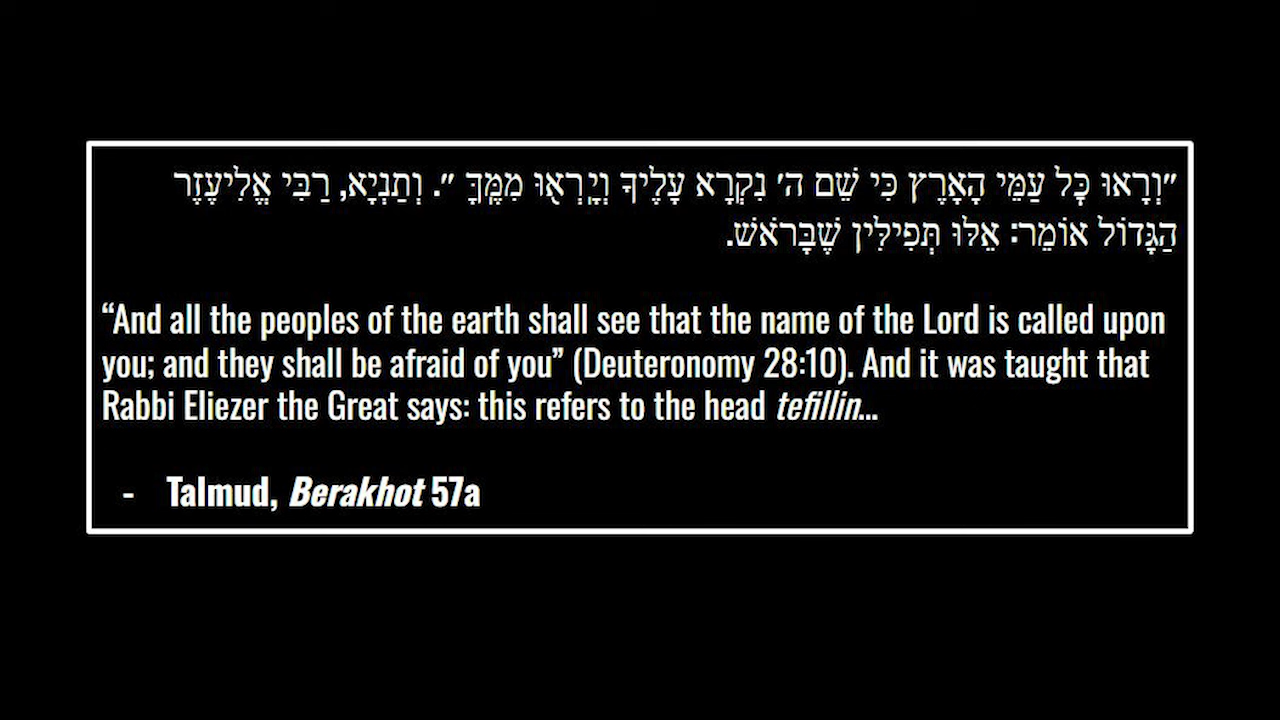 ״וְרָאוּ כׇּל עַמֵּי הָאָרֶץ כִּי שֵׁם ה׳ נִקְרָא עָלֶיךָ וְיָֽרְא֖וּ מִמֶּֽךָּ ״. וְתַנְיָא, רַבִּי אֱלִיעֶזֶר
הַגָּדוֹל אוֹמֵר: אֵלּוּ תְּפִילִּין שֶׁבָּרֹאשׁ.
“And all the peoples of the earth shall see that the name of the Lord is called upon
you; and they shall be afraid of you” (Deuteronomy 28:10). And it was taught that
Rabbi Eliezer the Great says: this refers to the head tefillin...
- Talmud, Berakhot 57a